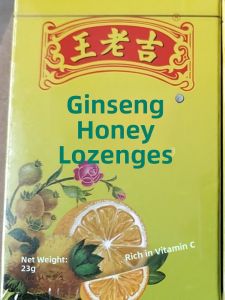 王老吉
Ginseng
Honey
Lozenges
Net Weight:
23g
Rich in Vitamin C